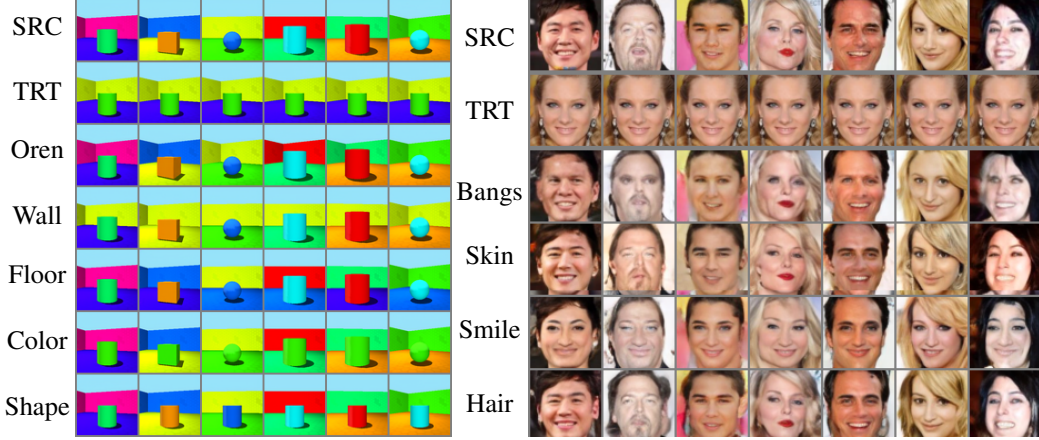 SRC
TRT
Oren
Wall
Floor
Color
Shape
SRC
TRT
Bangs
Skin
Smile
Hair